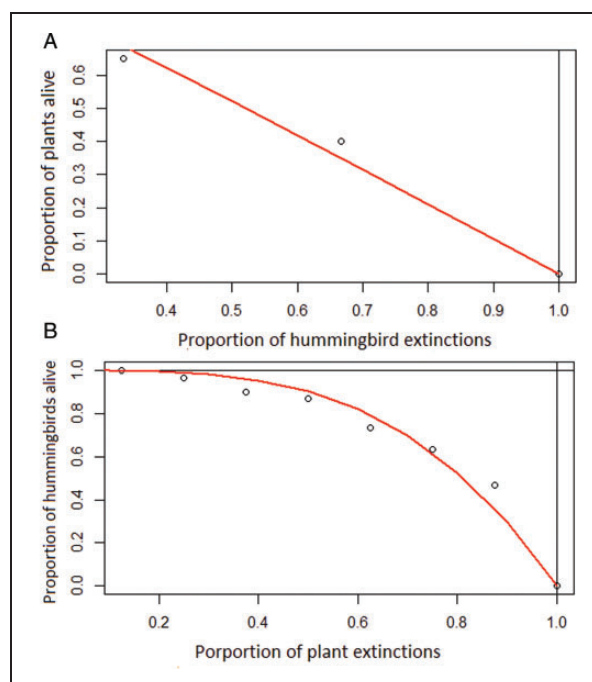 A
Proportion of plants alive
0.6
0.5
0.4
0.3
0.2
0.1
0.0
0.4 0.5 0.6 0.7 0.8 0.9 1.0
Proportion of hummingbird extinctions
B
Proportion of hummingbirds alive
1.0
0.8
0.6
0.4
0.2
0.0
0.2 0.4 0.6 0.8 1.0
Porportion of plant extinctions